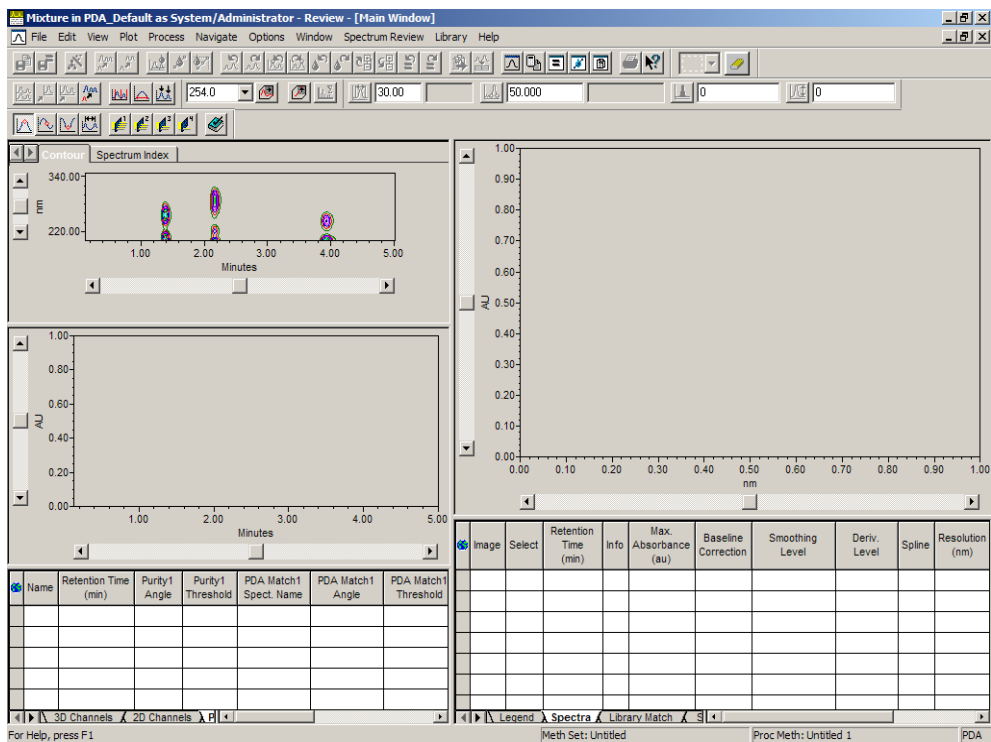 Mixture in PDA_Default as System/Administrator - Review - [Main Window]
File Edit View Plot Process Navigate Options Window Spectrum Review Library Help
254.0 30.00 50.000 0 0
Contour Spectrum Index
340.00
nm
220.00
1.00 2.00 3.00 4.00 5.00
Minutes
1.00
0.80
0.60
AU
0.40
0.20
0.00
1.00 2.00 3.00 4.00 5.00
Minutes
Name Retention Time (min) Purity1 Angle Purity1 Threshold PDA Match1 Spect. Name PDA Match1 Angle PDA Match1 Threshold
3D Channels 2D Channels P
1.00
0.90
0.80
0.70
0.60
AU
0.50
0.40
0.30
0.20
0.10
0.00
0.00 0.10 0.20 0.30 0.40 0.50 0.60 0.70 0.80 0.90 1.00
nm
Image Select Retention Time (min) Info Max. Absorbance (au) Baseline Correction Smoothing Level Deriv. Level Spline Resolution (nm)
Legend Spectra Library Match S
For Help, press F1 Meth Set: Untitled Proc Meth: Untitled 1 PDA